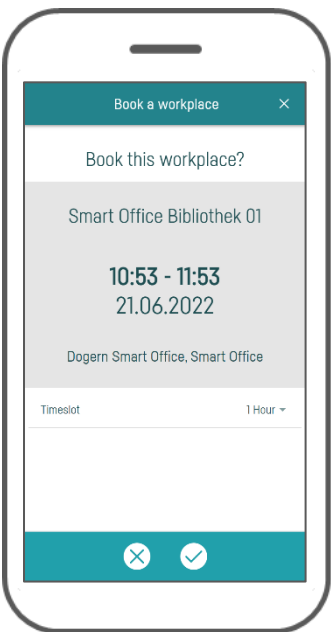 Book a workplace
Book this workplace?
Smart Office Bibliothek 01
10:53 - 11:53
21.06.2022
Dogern Smart Office, Smart Office
Timeslot 1 Hour